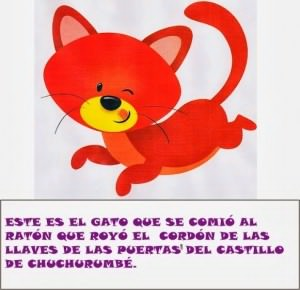 ESTE ES EL GATO QUE SE COMIÓ AL
RATÓN QUE ROYÓ EL CORDÓN DE LAS
LLAVES DE LAS PUERTAS DEL CASTILLO
DE CHUCHURUMBÉ.